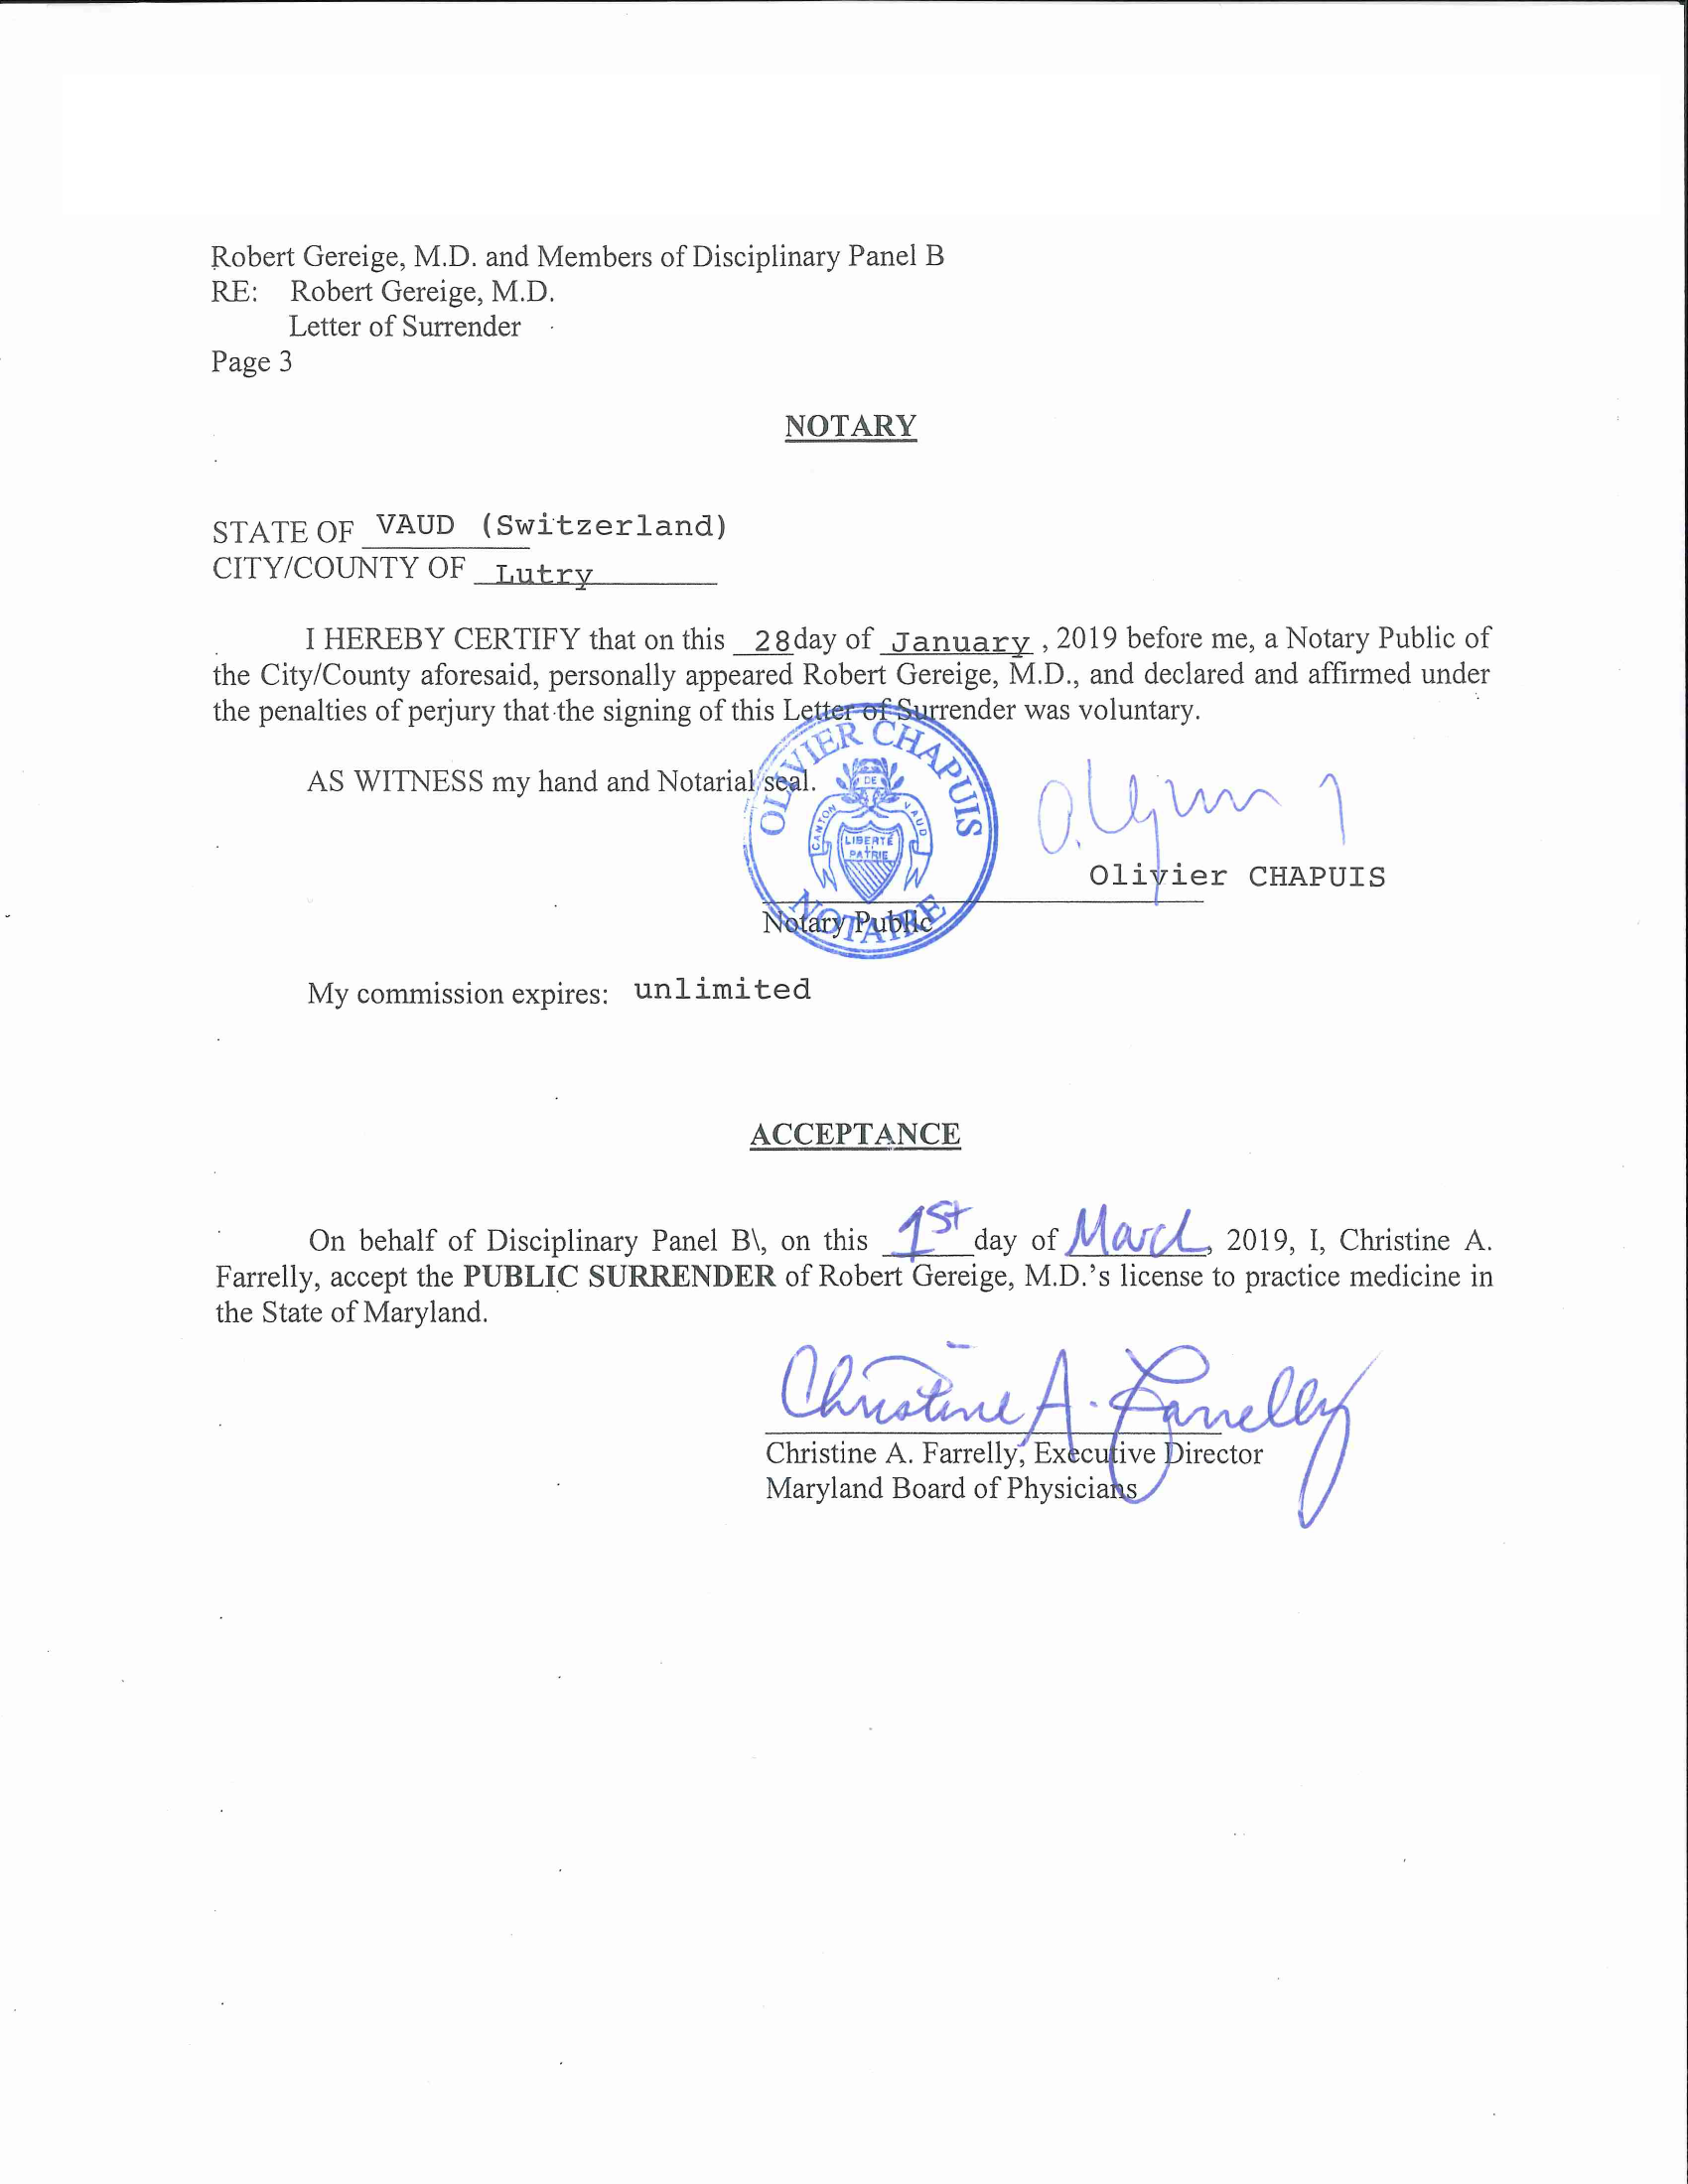 Robert Gereige, M.D. and Members of Disciplinary Panel B
RE: Robert Gereige, M.D.
Letter of Surrender
Page 3
NOTARY
STATE OF VAUD (Switzerland)
CITY/COUNTY OF Lutry
I HEREBY CERTIFY that on this 28 day of January, 2019 before me, a Notary Public of
the City/County aforesaid, personally appeared Robert Gereige, M.D., and declared and affirmed under
the penalties of perjury that the signing of this Letter of Surrender was voluntary.
AS WITNESS my hand and Notarial seal.
OLIVIER CHAPUIS
DE
CANTON VAUD
LIBERTÉ
ET
PATRIE
NOTAIRE
Olivier CHAPUIS
Notary Public
My commission expires: unlimited
ACCEPTANCE
On behalf of Disciplinary Panel B\, on this 1st day of March, 2019, I, Christine A.
Farrelly, accept the PUBLIC SURRENDER of Robert Gereige, M.D.'s license to practice medicine in
the State of Maryland.
Christine A. Farrelly
Christine A. Farrelly, Executive Director
Maryland Board of Physicians